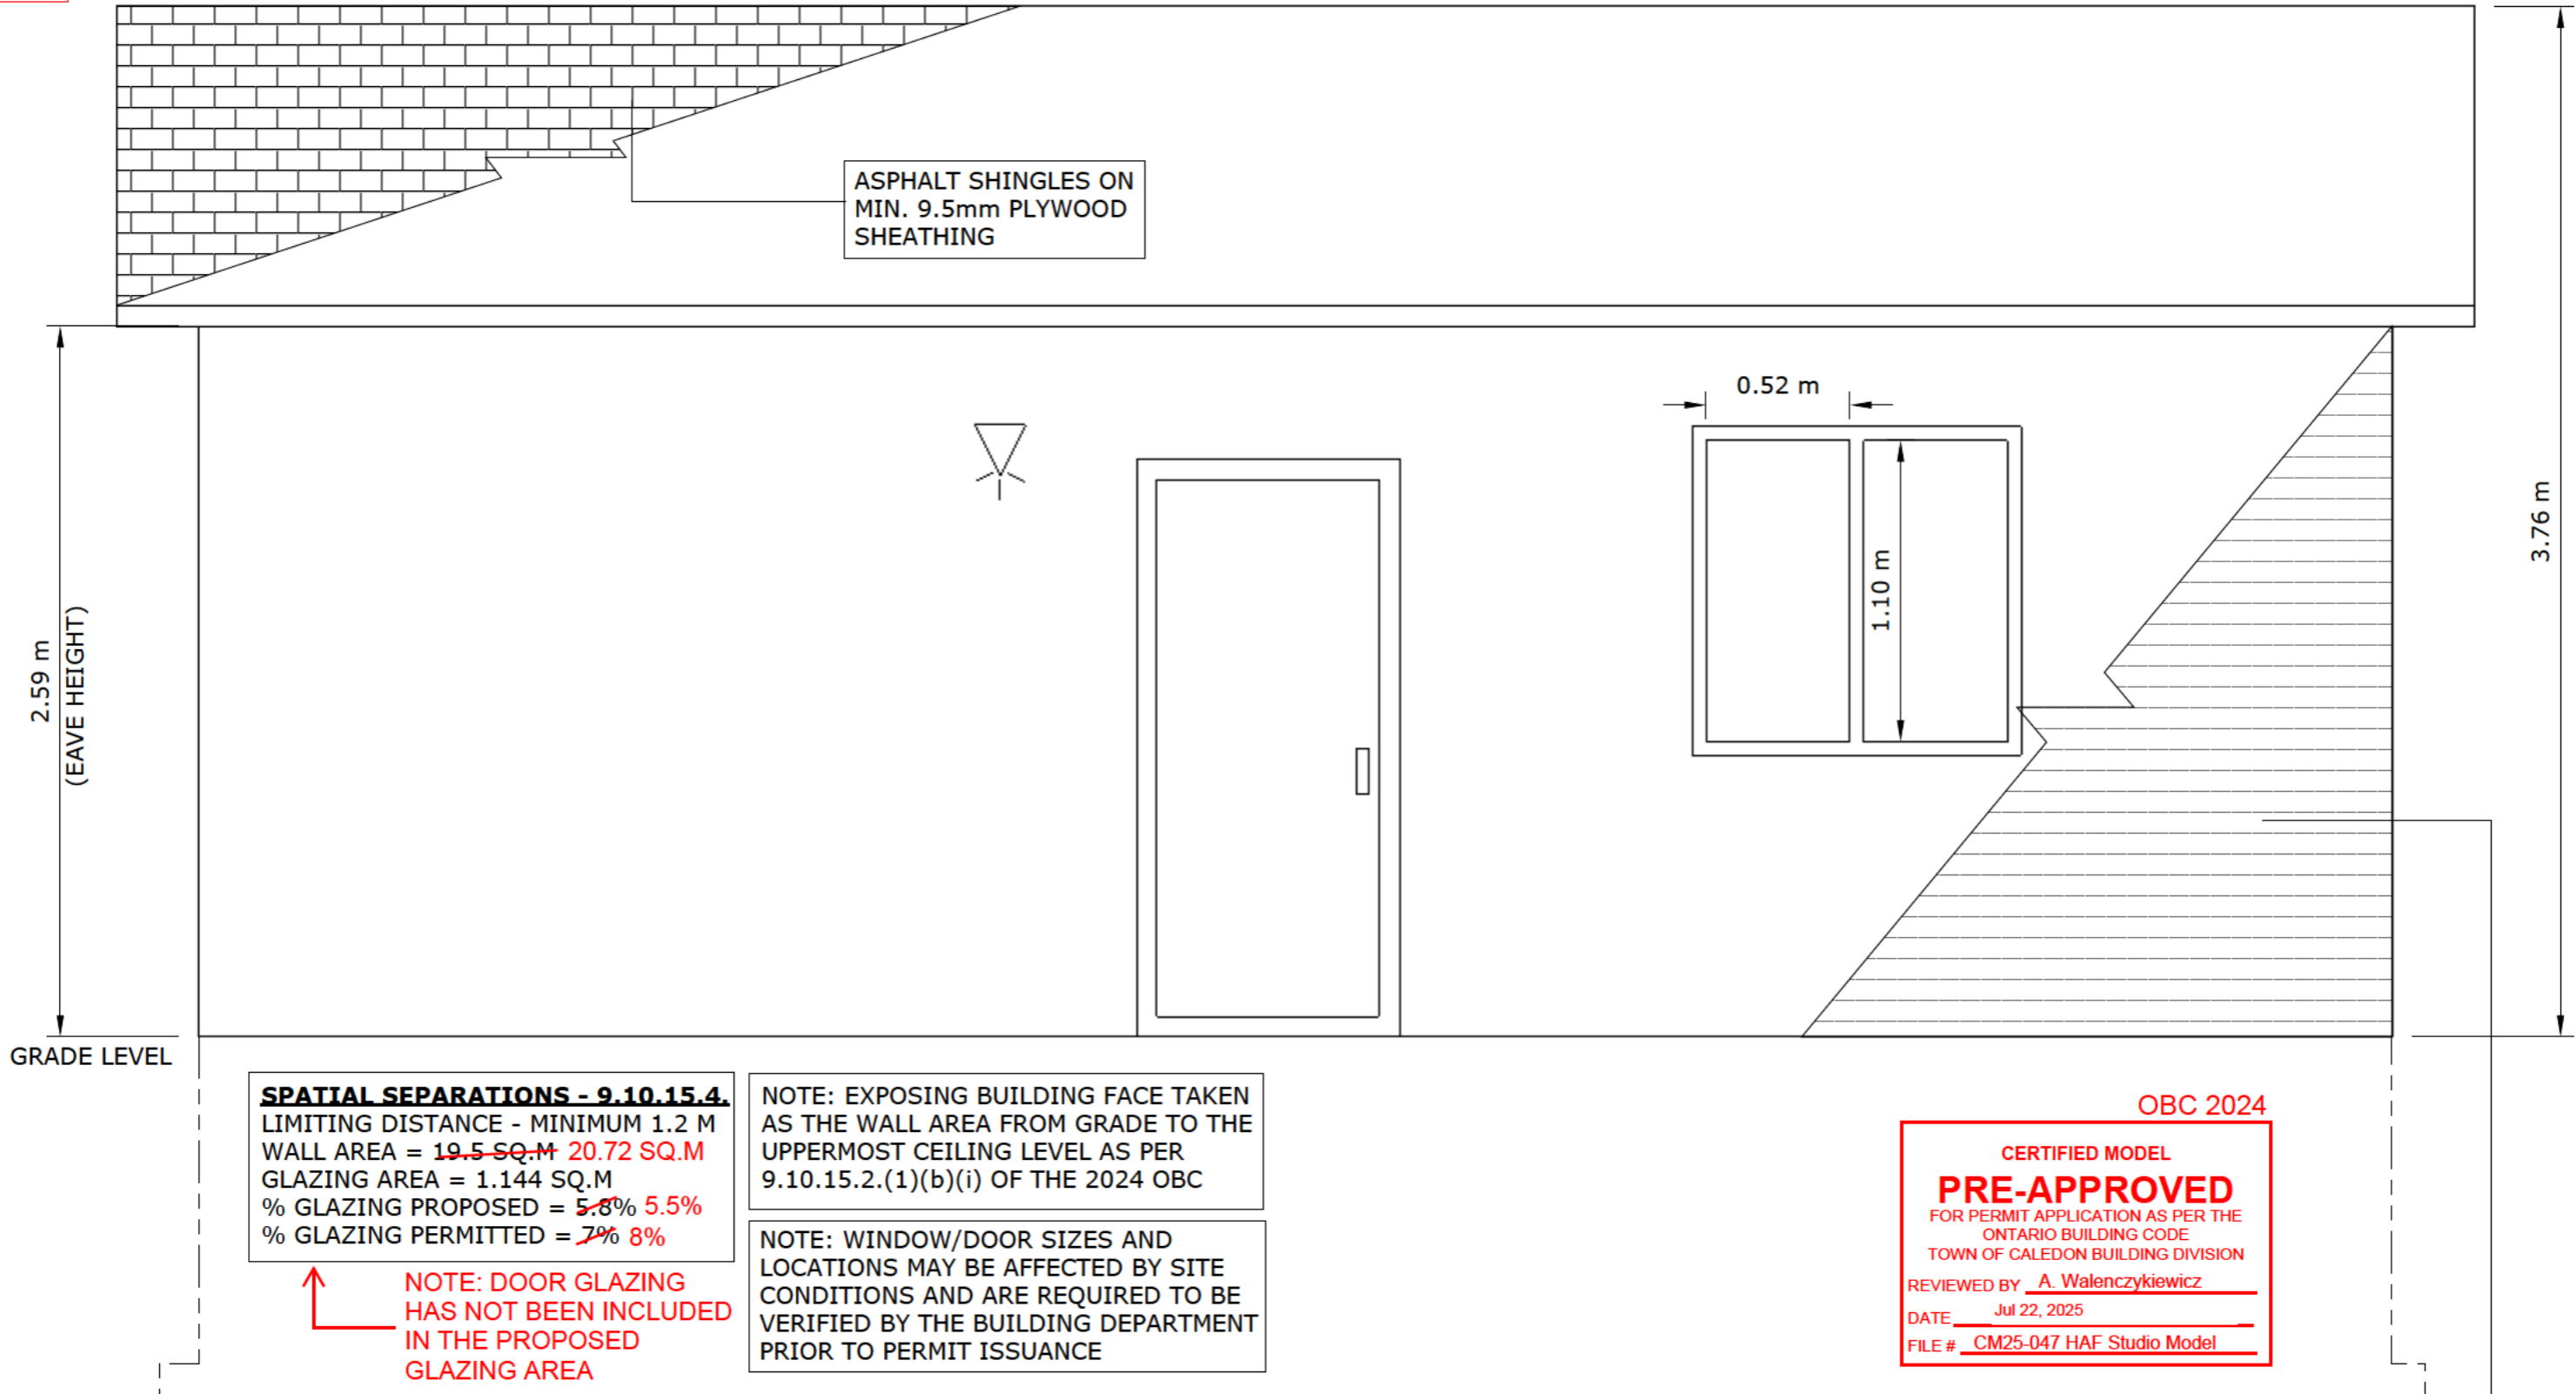 ASPHALT SHINGLES ON
MIN. 9.5mm PLYWOOD
SHEATHING
0.52 m
1.10 m
3.76 m
2.59 m
(EAVE HEIGHT)
GRADE LEVEL
SPATIAL SEPARATIONS - 9.10.15.4.
LIMITING DISTANCE - MINIMUM 1.2 M
WALL AREA = 19.5 SQ.M 20.72 SQ.M
GLAZING AREA = 1.144 SQ.M
% GLAZING PROPOSED = 5.8% 5.5%
% GLAZING PERMITTED = 7% 8%
NOTE: DOOR GLAZING
HAS NOT BEEN INCLUDED
IN THE PROPOSED
GLAZING AREA
NOTE: EXPOSING BUILDING FACE TAKEN
AS THE WALL AREA FROM GRADE TO THE
UPPERMOST CEILING LEVEL AS PER
9.10.15.2.(1)(b)(i) OF THE 2024 OBC
NOTE: WINDOW/DOOR SIZES AND
LOCATIONS MAY BE AFFECTED BY SITE
CONDITIONS AND ARE REQUIRED TO BE
VERIFIED BY THE BUILDING DEPARTMENT
PRIOR TO PERMIT ISSUANCE
OBC 2024
CERTIFIED MODEL
PRE-APPROVED
FOR PERMIT APPLICATION AS PER THE
ONTARIO BUILDING CODE
TOWN OF CALEDON BUILDING DIVISION
REVIEWED BY A. Walenczykiewicz
DATE Jul 22, 2025
FILE # CM25-047 HAF Studio Model